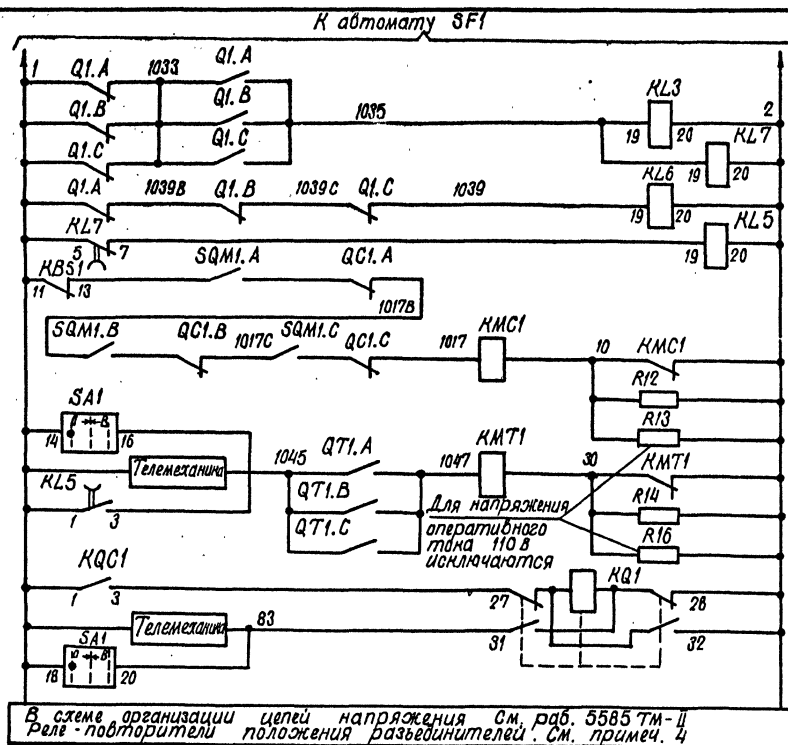 К автомату SF1
1 Q1.A 1033 Q1.A
Q1.B Q1.B 1035 KL3 2
19 20 KL7
Q1.C Q1.C
19 20
Q1.A 1039B Q1.B 1039C Q1.C 1039 KL6
19 20 KL5
KL7
5 7
19 20
KBS1 SQM1.A QC1.A
11 13
1017B
SQM1.B QC1.B 1017C SQM1.C QC1.C 1017 KMC1 10 KMC1
R12
R13
SA1
14 16
Телемеханика 1045 QT1.A 1047 KMT1 30 KMT1
KL5
1 3
QT1.B
QT1.C
R14
R16
Для напряжения
оперативного
тока 110 В
исключаются
KQC1
1 3
27 KQ1 28
Телемеханика 83
31 32
SA1
18 20
В схеме организации цепей напряжения См. раб. 5585 ТМ-II
Реле-повторители положения разъединителей. См. примеч. 4